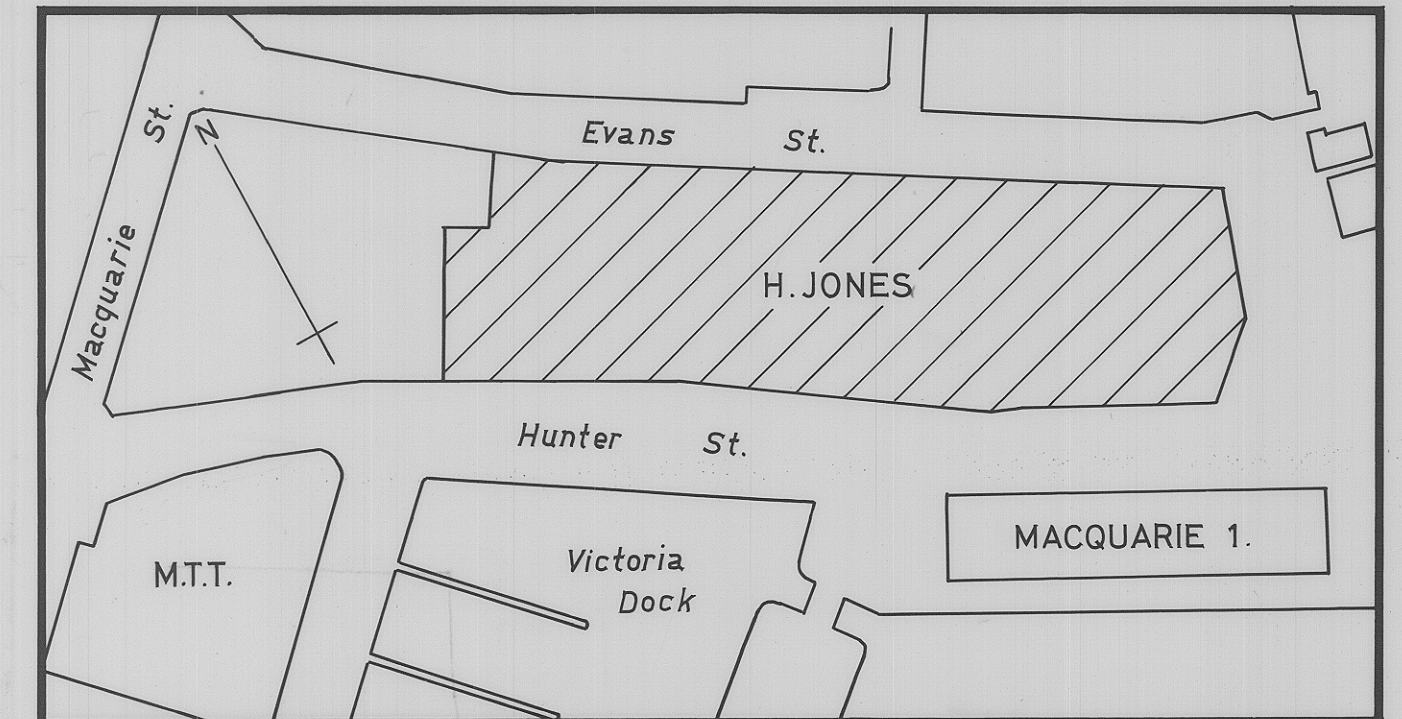 Macquarie St.
N
Evans St.
H. JONES
Hunter St.
M.T.T.
Victoria
Dock
MACQUARIE 1.